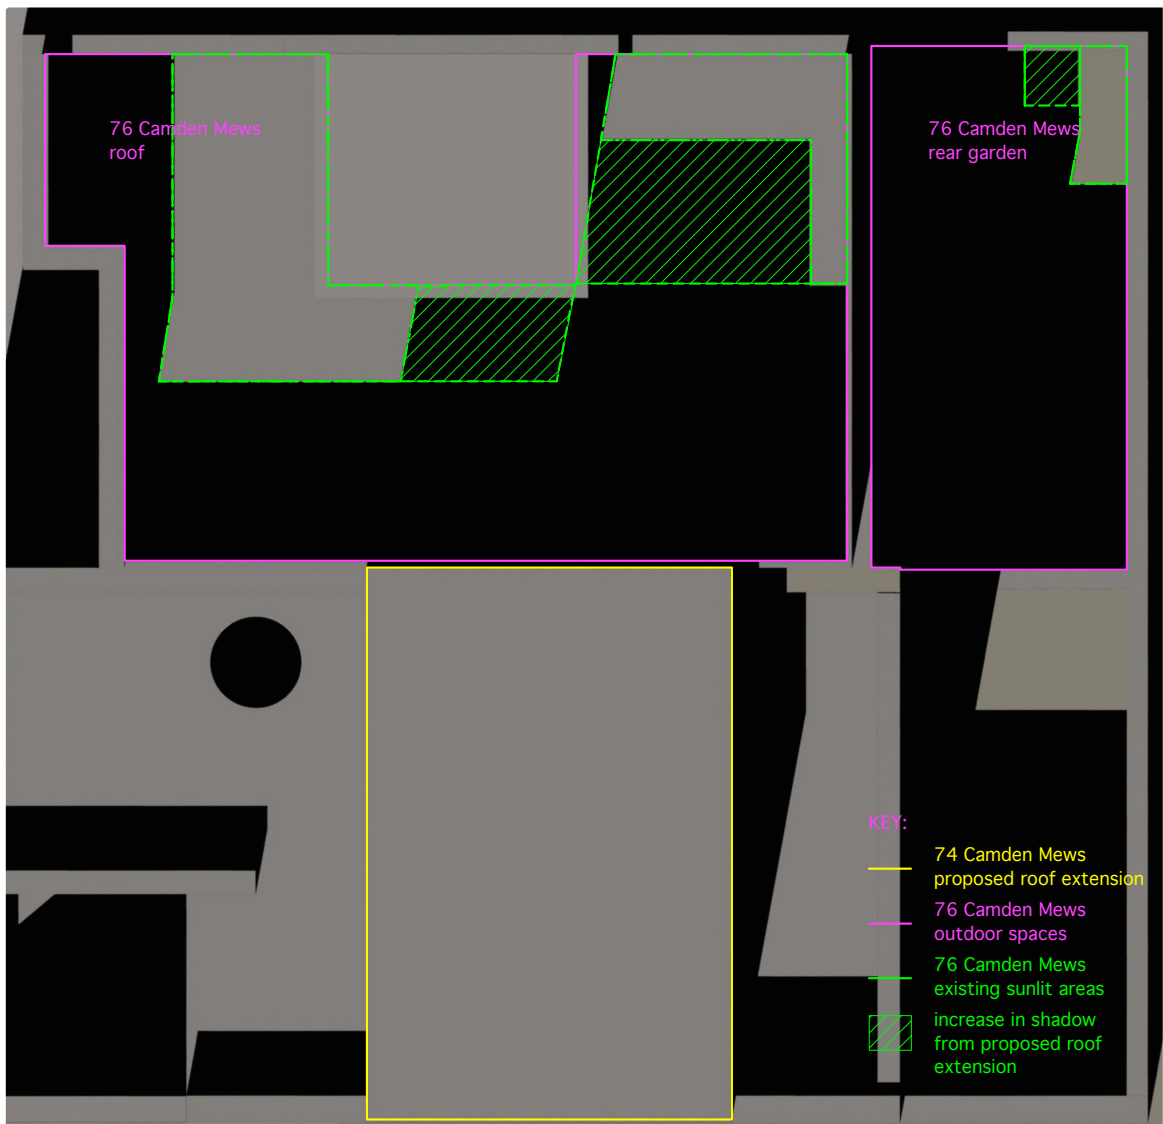 76 Camden Mews
roof
76 Camden Mews
rear garden
KEY:
74 Camden Mews
proposed roof extension
76 Camden Mews
outdoor spaces
76 Camden Mews
existing sunlit areas
increase in shadow
from proposed roof
extension